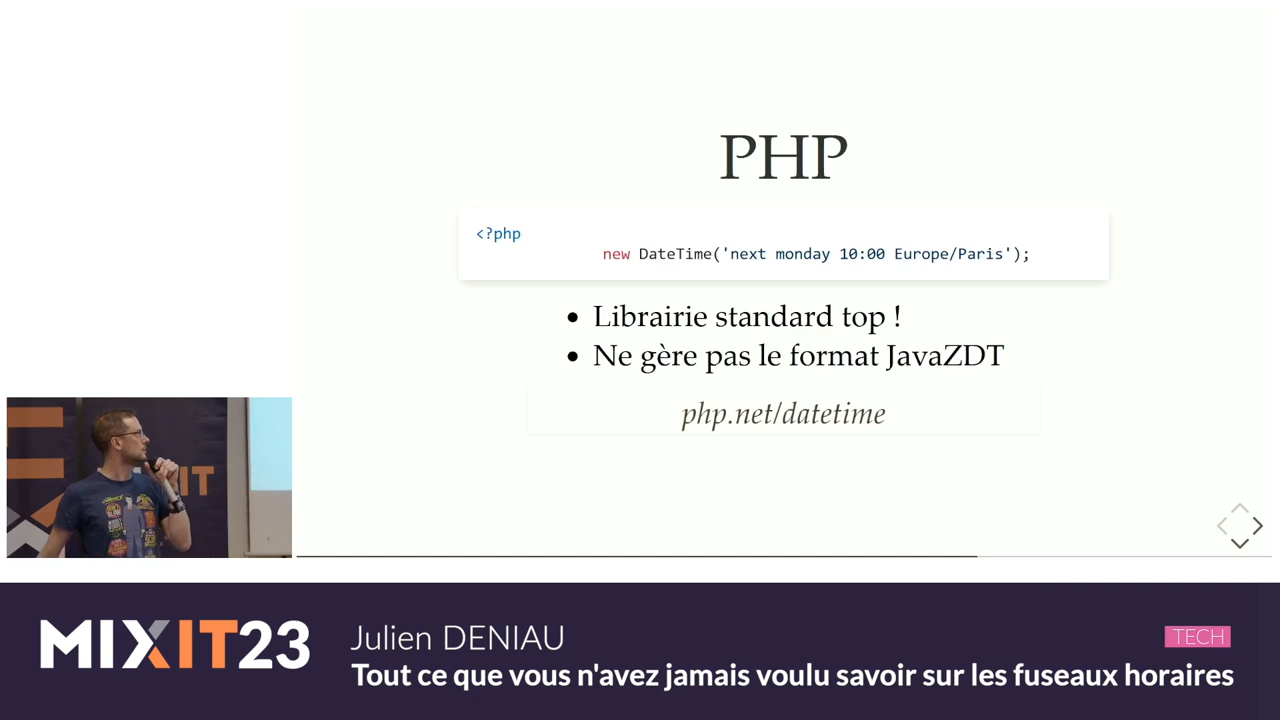 PHP
<?php
new DateTime('next monday 10:00 Europe/Paris');
Librairie standard top !
Ne gère pas le format JavaZDT
php.net/datetime
MIXIT23
Julien DENIAU
TECH
Tout ce que vous n'avez jamais voulu savoir sur les fuseaux horaires